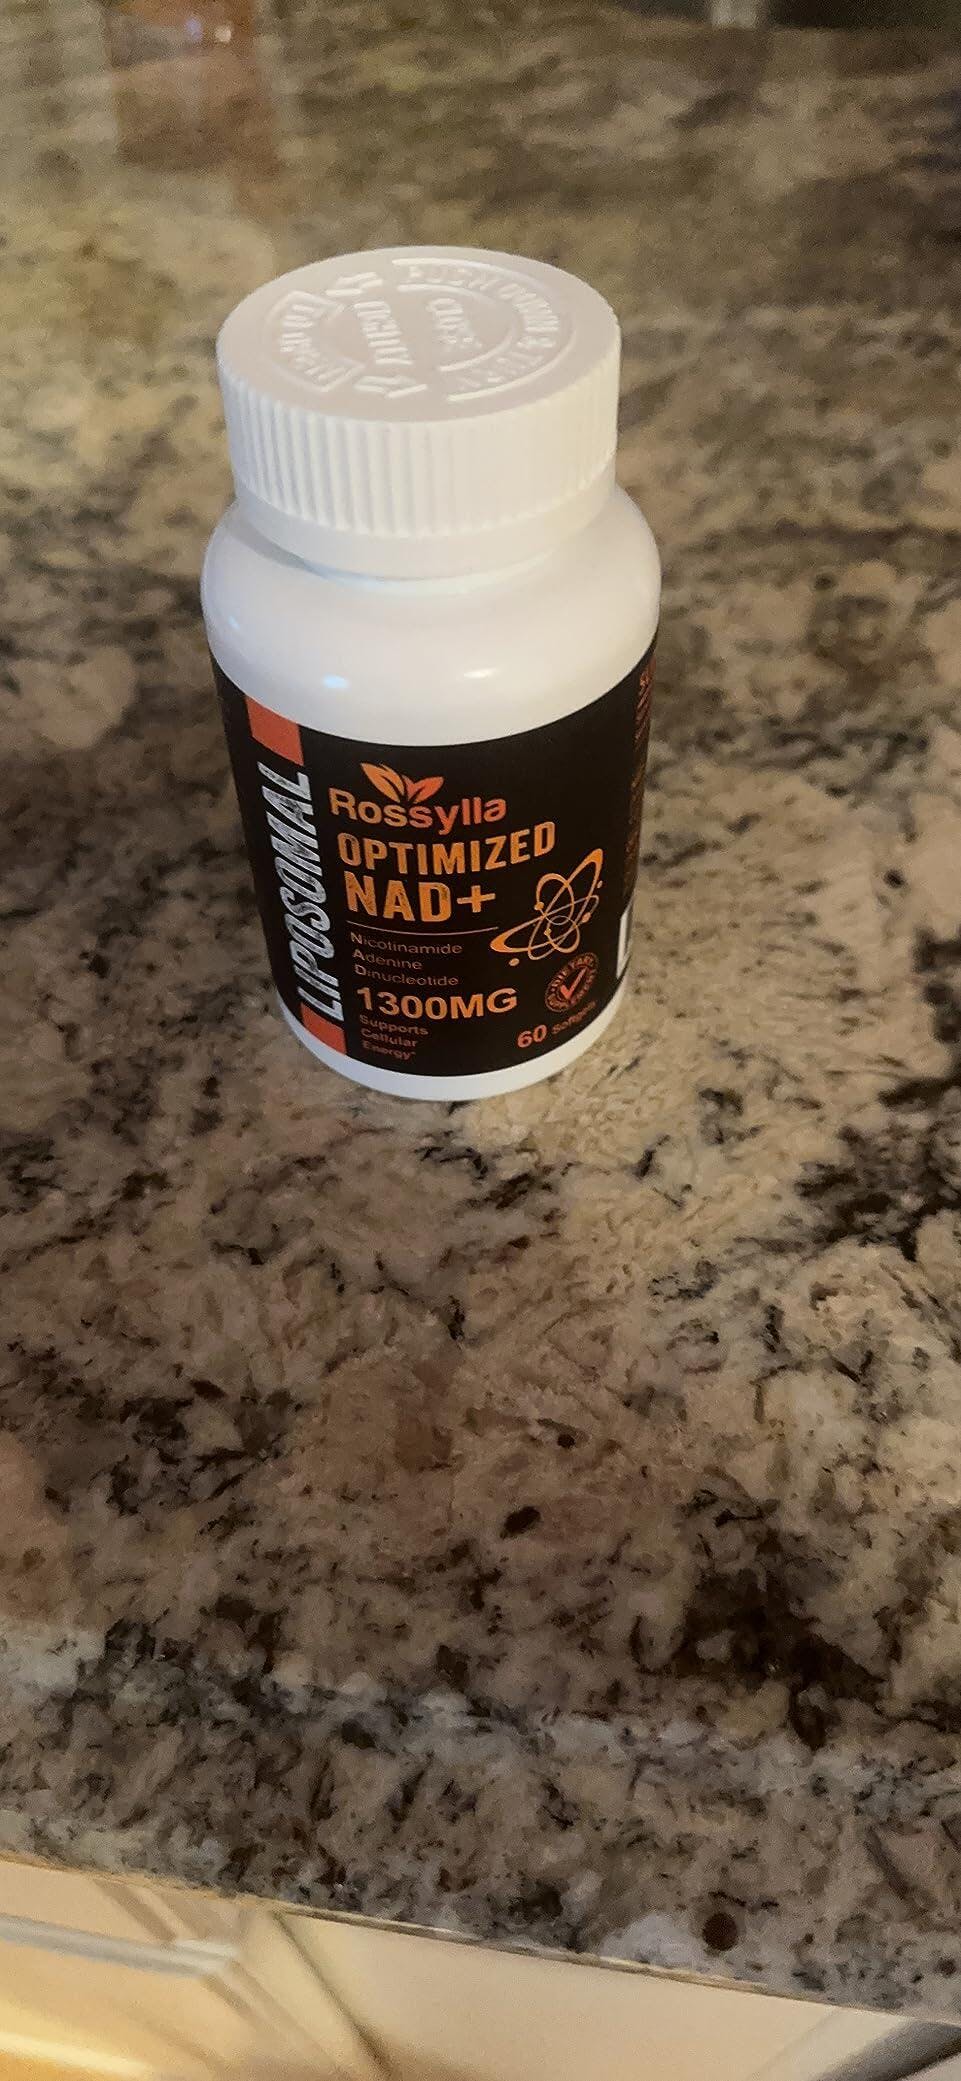 LIPOSOMAL
Rossylla
OPTIMIZED
NAD+
Nicotinamide
Adenine
Dinucleotide
1300MG
Supports
Cellular
Energy*
60 Softgels